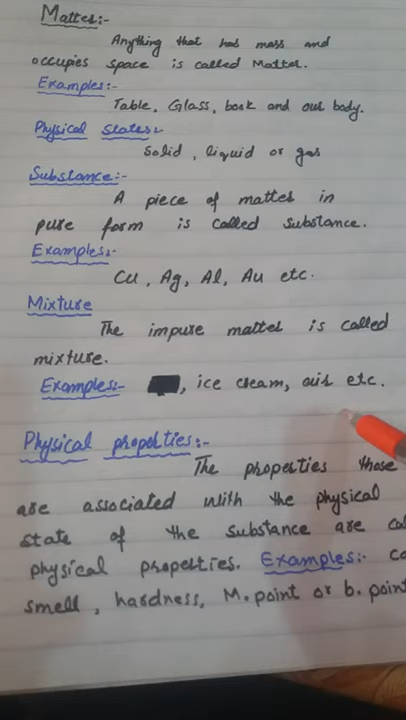 Matter:-
Anything that has mass and
occupies space is called Matter.
Examples:-
Table, Glass, book and our body.
Physical states:-
Solid, liquid or gas
Substance:-
A piece of matter in
pure form is called substance.
Examples:-
Cu, Ag, Al, Au etc.
Mixture
The impure matter is called
mixture.
Examples:- , ice cream, air etc.
Physical properties:-
The properties those
are associated with the physical
state of the substance are
physical properties. Examples:-
smell, hardness, M.point or b.point